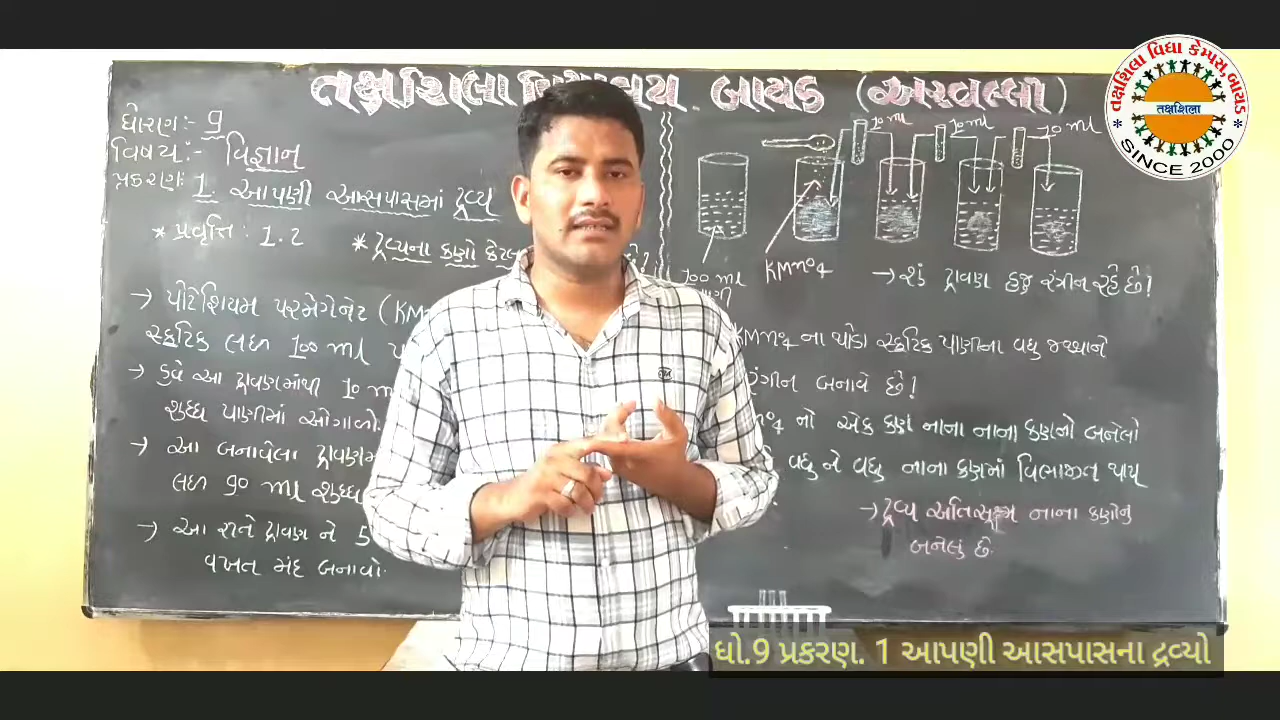 તક્ષશિલા વિદ્યાલય. બાયડ (અરવલ્લી)
ધોરણ:- 9
વિષય:- વિજ્ઞાન
પ્રકરણ: 1. આપણી આસપાસમાં દ્રવ્ય
* પ્રવૃત્તિ : 1.2
* દ્રવ્યના કણો કેટલા ?
→ પોટેશિયમ પરમેગેનેટ (KM
સ્ફટિક લઇ 100 ml પ
→ હવે આ દ્રાવણમાંથી 10 m
શુધ્ધ પાણીમાં ઓગાળો.
→ આ બનાવેલા દ્રાવણમ
લઇ 90 ml શુધ્ધ
→ આ રીતે દ્રાવણ ને 5
વખત મંદ બનાવો.
10 ml 10 ml 10 ml
100 ml
પાણી
KMnO4
→ શું દ્રાવણ હજુ રંગીન રહે છે!
KMnO4 ના થોડા સ્ફટિક પાણીના વધુ જથ્થાને
રંગીન બનાવે છે!
નો એક કણ નાના નાના કણનો બનેલો
વધુ ને વધુ નાના કણમાં વિભાજીત થાય
→ દ્રવ્ય અતિસૂક્ષ્મ નાના કણોનું
બનેલું છે.
તક્ષશિલા વિદ્યા કેમ્પસ, બાયડ
તક્ષશિલા
SINCE 2000
ધો.9 પ્રકરણ. 1 આપણી આસપાસના દ્રવ્યો